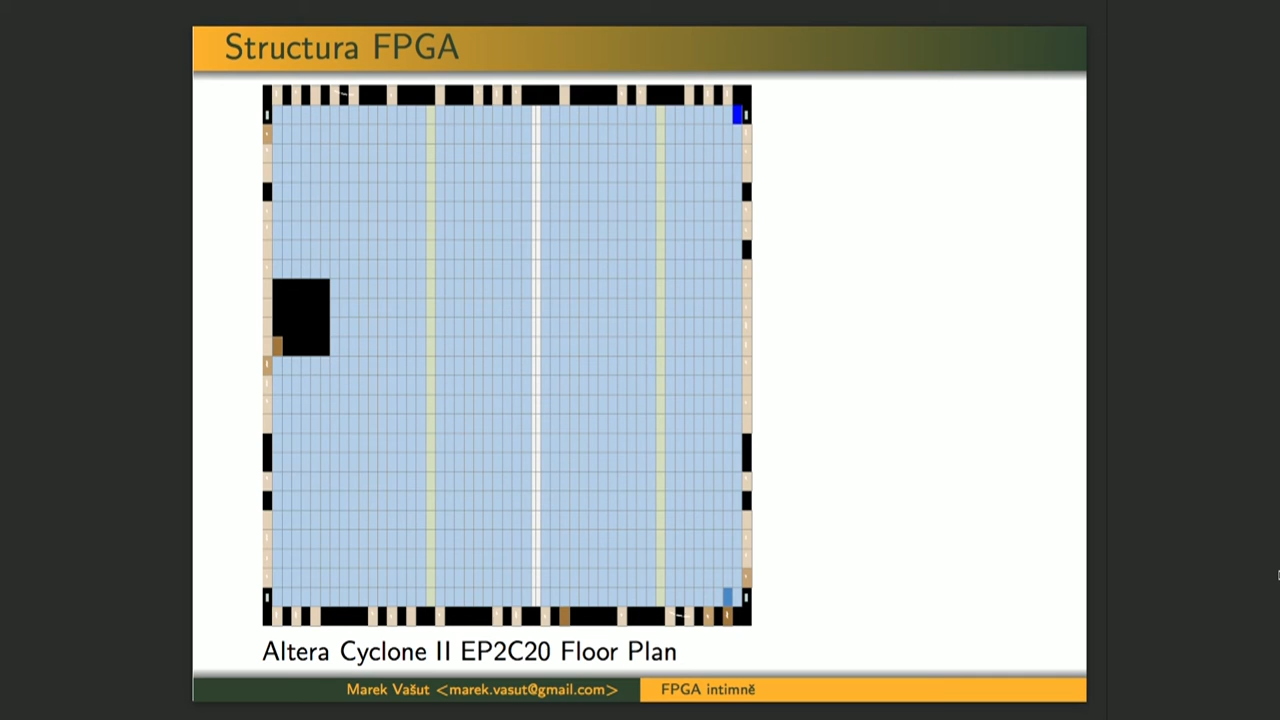 Structura FPGA
Altera Cyclone II EP2C20 Floor Plan
Marek Vašut <marek.vasut@gmail.com>
FPGA intimně